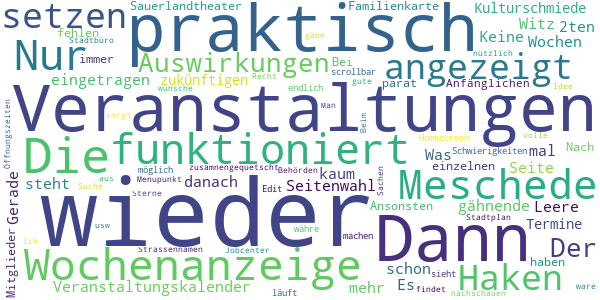 Sauerlandtheater Familienkarte Kulturschmiede
setzen praktisch fehlen Stadtbüro gäbe Witz 2ten
Nur immer Auswirkungen Bei Keine Wochen nützlich
eingetragen zukünftigen Recht scrollbar angezeigt
wünsche endlich gute parat Anfänglichen Idee
Veranstaltungen
Öffnungszeiten sorgt Man Beim
Die funktioniert Homescreen volle
Was Schwierigkeiten mal Nach
zusammengequetscht Behörden einzelnen Seite
aus möglich kaum
steht Menupunkt danach Seitenwahl Meschede
Gerade Suche Sterne Edit Sachen
wieder Dann Ansonsten gähnende Leere
Mitglieder usw Stadtplan Termine
Strassennamen währe machen Der
Ich Jobcenter schon Es sieht haben
Wochenanzeige Haken
Veranstaltungskalender läuft mehr findet nachschauen ware